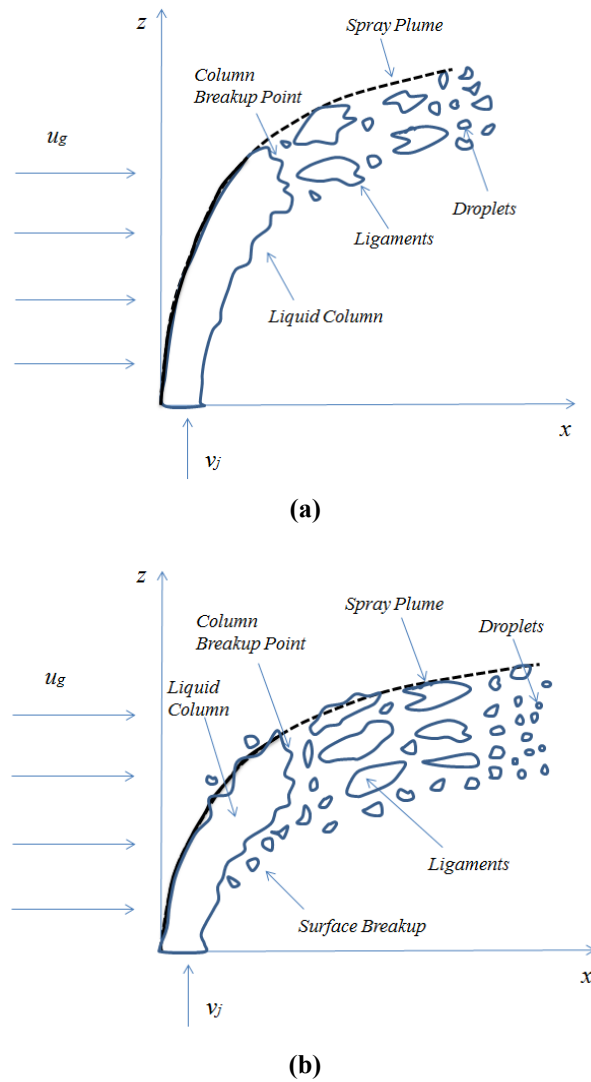 z
Spray Plume
Column
Breakup Point
u_g
Droplets
Ligaments
Liquid Column
x
v_j
(a)
z
Spray Plume
Droplets
Column
Breakup Point
u_g
Liquid
Column
Ligaments
Surface Breakup
x
v_j
(b)